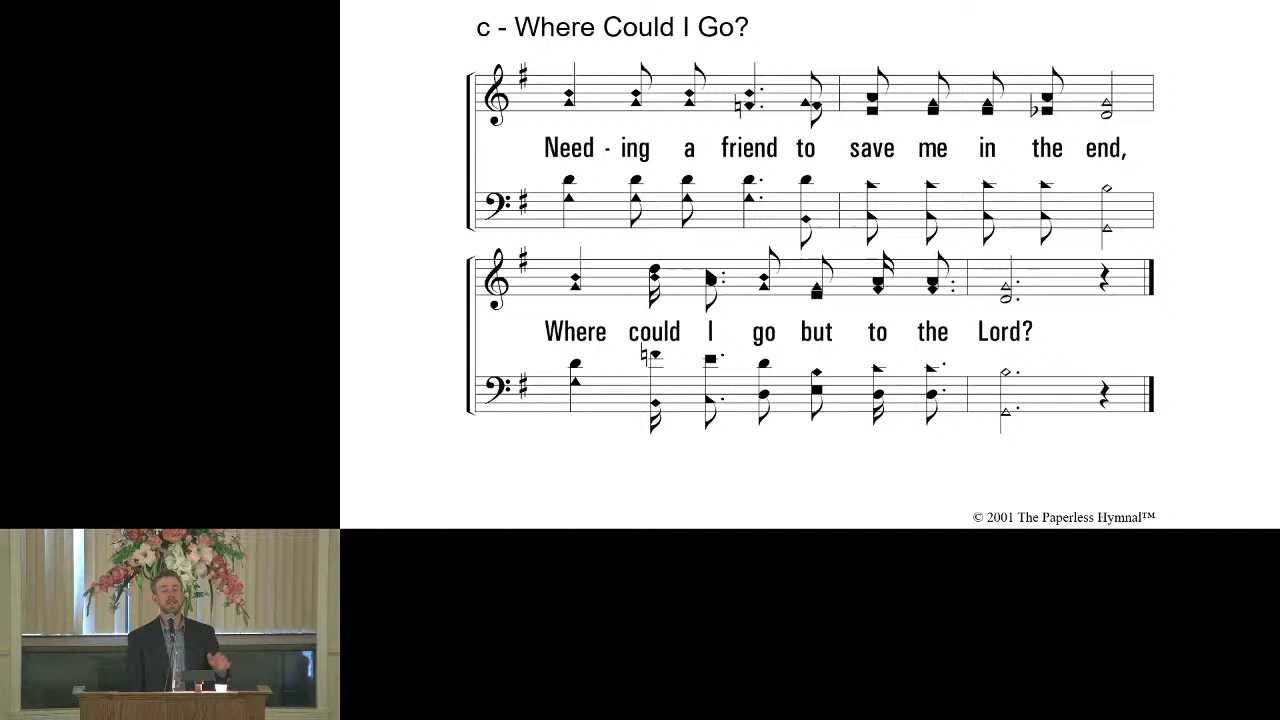 c - Where Could I Go?
Need - ing a friend to save me in the end,
Where could I go but to the Lord?
© 2001 The Paperless Hymnal™